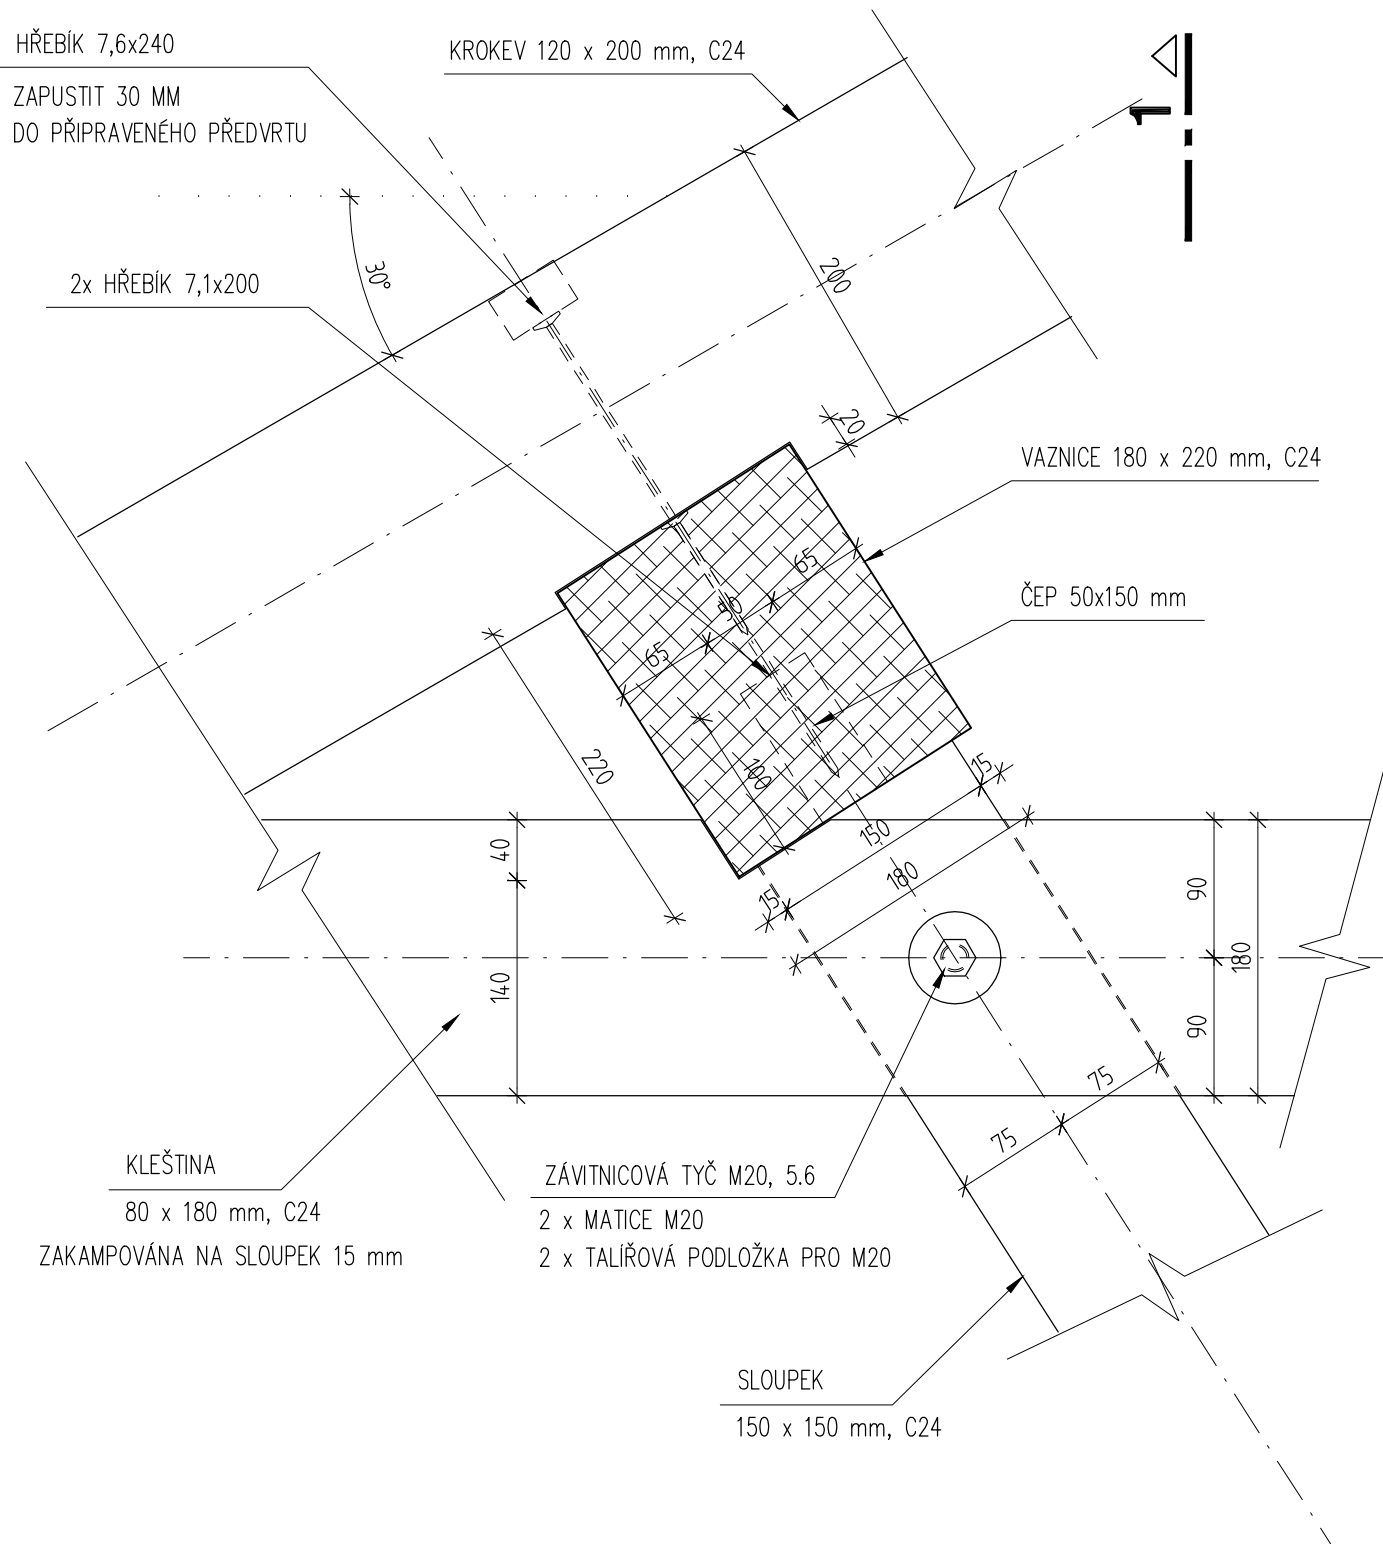 HŘEBÍK 7,6x240
ZAPUSTIT 30 MM
DO PŘIPRAVENÉHO PŘEDVRTU
KROKEV 120 x 200 mm, C24
1
30°
2x HŘEBÍK 7,1x200
200
20
VAZNICE 180 x 220 mm, C24
65
50
65
ČEP 50x150 mm
220
100
15
150
180
15
40
140
90
180
90
75
75
KLEŠTINA
80 x 180 mm, C24
ZAKAMPOVÁNA NA SLOUPEK 15 mm
ZÁVITNICOVÁ TYČ M20, 5.6
2 x MATICE M20
2 x TALÍŘOVÁ PODLOŽKA PRO M20
SLOUPEK
150 x 150 mm, C24